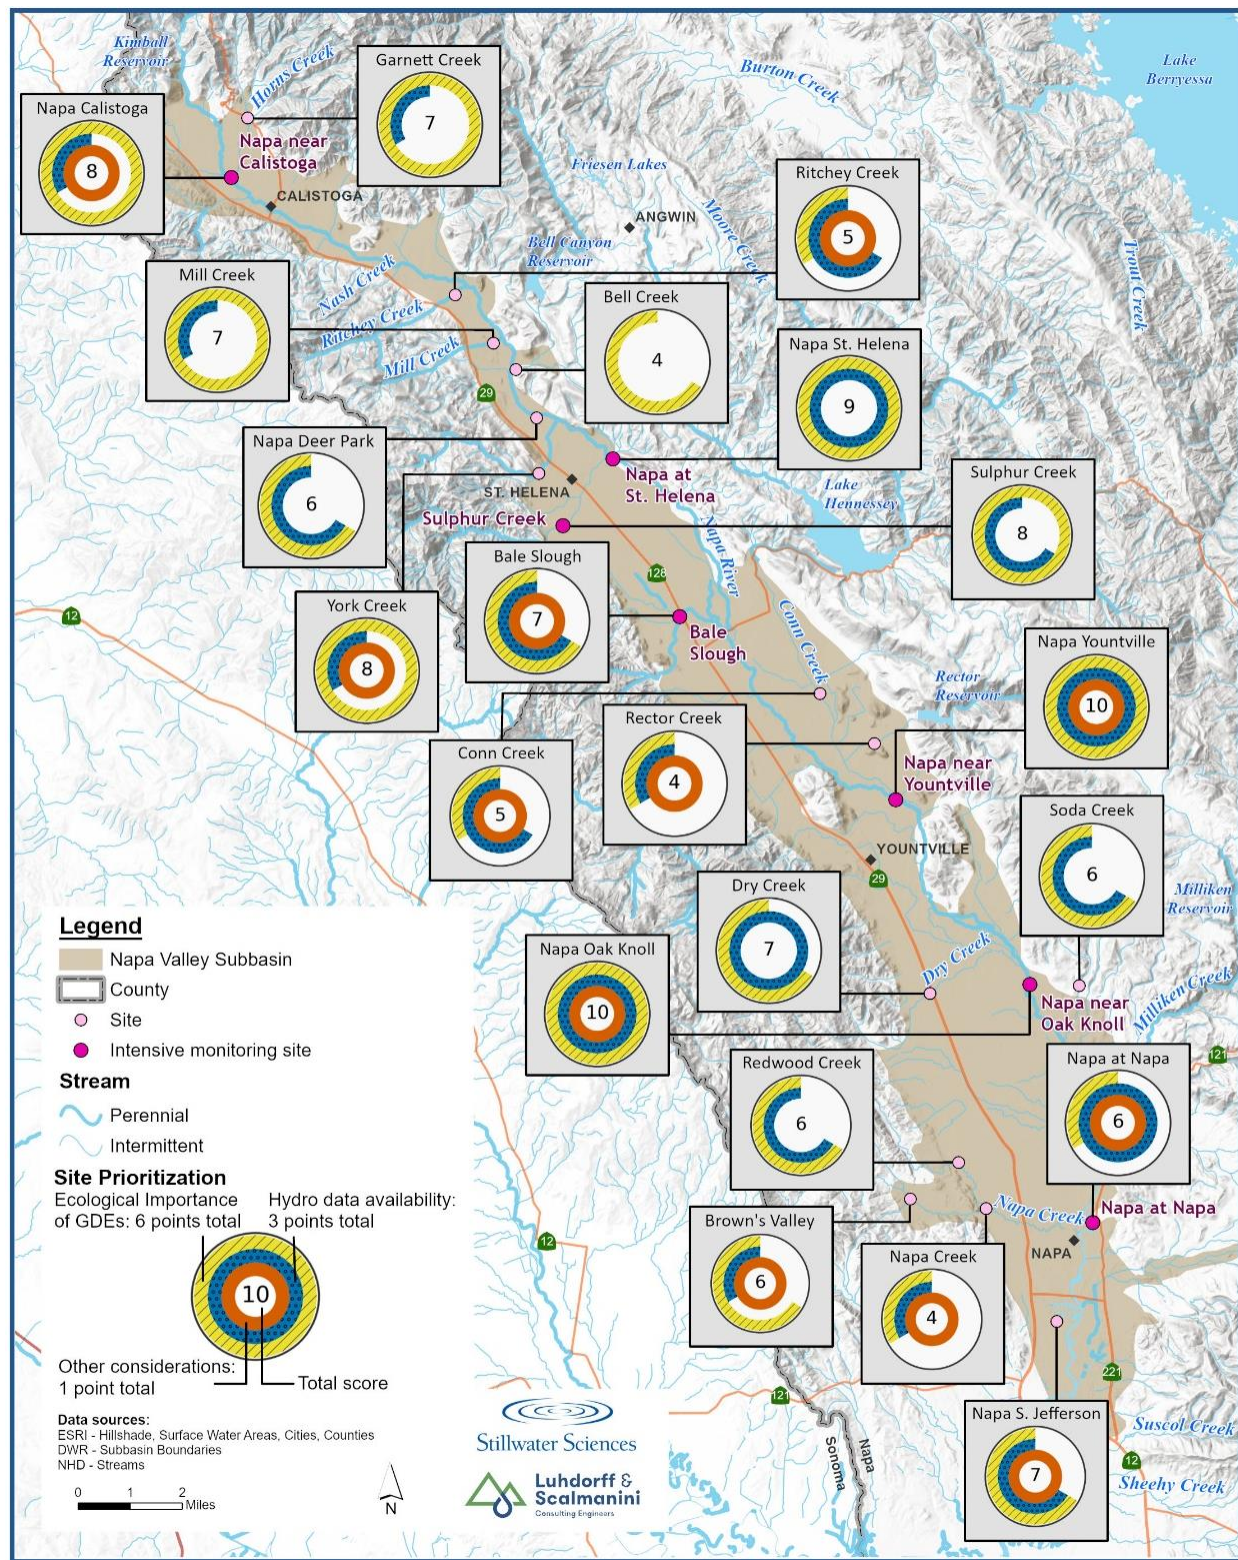 Kimball
Reservoir
Horns Creek
Garnett Creek
7
Burton Creek
Lake
Berryessa
Napa Calistoga
8
Napa near
Calistoga
CALISTOGA
Friesen Lakes
ANGWIN
Moore Creek
Ritchey Creek
5
Trout Creek
Bell Canyon
Reservoir
Mill Creek
7
Nash Creek
Ritchey Creek
Mill Creek
Bell Creek
4
Napa St. Helena
9
29
Napa Deer Park
6
ST. HELENA
Napa at
St. Helena
Sulphur Creek
Lake
Hennessey
Sulphur Creek
8
Napa River
Bale Slough
7
128
12
York Creek
8
Bale
Slough
Conn Creek
Napa Yountville
10
Rector
Reservoir
Rector Creek
4
Conn Creek
5
Napa near
Yountville
Soda Creek
6
YOUNTVILLE
29
Dry Creek
7
Milliken
Reservoir
Napa Oak Knoll
10
Dry Creek
Napa near
Oak Knoll
Milliken Creek
121
Redwood Creek
6
Napa at Napa
6
Napa Creek
Napa at Napa
NAPA
Brown's Valley
6
Napa Creek
4
12
221
121
Napa S. Jefferson
7
Suscol Creek
12
Sheehy Creek
Sonoma
Napa
Legend
Napa Valley Subbasin
County
Site
Intensive monitoring site
Stream
Perennial
Intermittent
Site Prioritization
Ecological Importance
of GDEs: 6 points total
Hydro data availability:
3 points total
10
Other considerations:
1 point total
Total score
Data sources:
ESRI - Hillshade, Surface Water Areas, Cities, Counties
DWR - Subbasin Boundaries
NHD - Streams
0 1 2
Miles
N
Stillwater Sciences
Luhdorff &
Scalmanini
Consulting Engineers